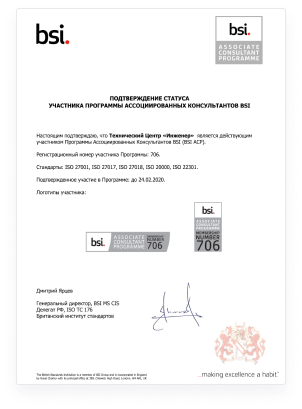 bsi.
bsi.
ASSOCIATE
CONSULTANT
PROGRAMME
ПОДТВЕРЖДЕНИЕ СТАТУСА
УЧАСТНИКА ПРОГРАММЫ АССОЦИИРОВАННЫХ КОНСУЛЬТАНТОВ BSI
Настоящим подтверждаю, что Технический Центр «Инженер» является действующим
участником Программы Ассоциированных Консультантов BSI (BSI ACP).
Регистрационный номер участника Программы: 706.
Стандарты: ISO 27001, ISO 27017, ISO 27018, ISO 20000, ISO 22301.
Подтвержденное участие в Программе: до 24.02.2020.
Логотипы участника:
bsi.
ASSOCIATE
CONSULTANT
PROGRAMME
MEMBERSHIP
NUMBER
706
bsi.
ASSOCIATE
CONSULTANT
PROGRAMME
MEMBERSHIP
NUMBER
706
Дмитрий Ярцев
Генеральный директор, BSI MS CIS
Делегат РФ, ISO TC 176
Британский институт стандартов
...making excellence a habit.